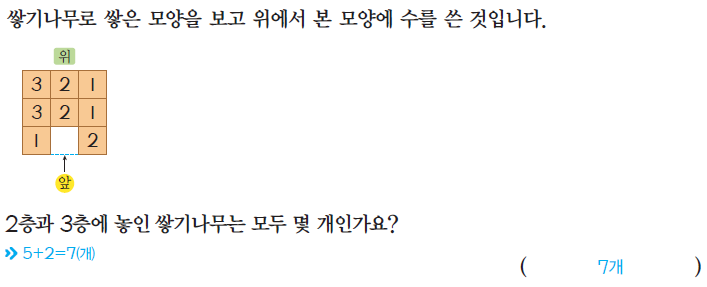 쌓기나무로 쌓은 모양을 보고 위에서 본 모양에 수를 쓴 것입니다.
위
3 2 1
3 2 1
1 2
앞
2층과 3층에 놓인 쌓기나무는 모두 몇 개인가요?
» 5+2=7(개)
( 7개 )